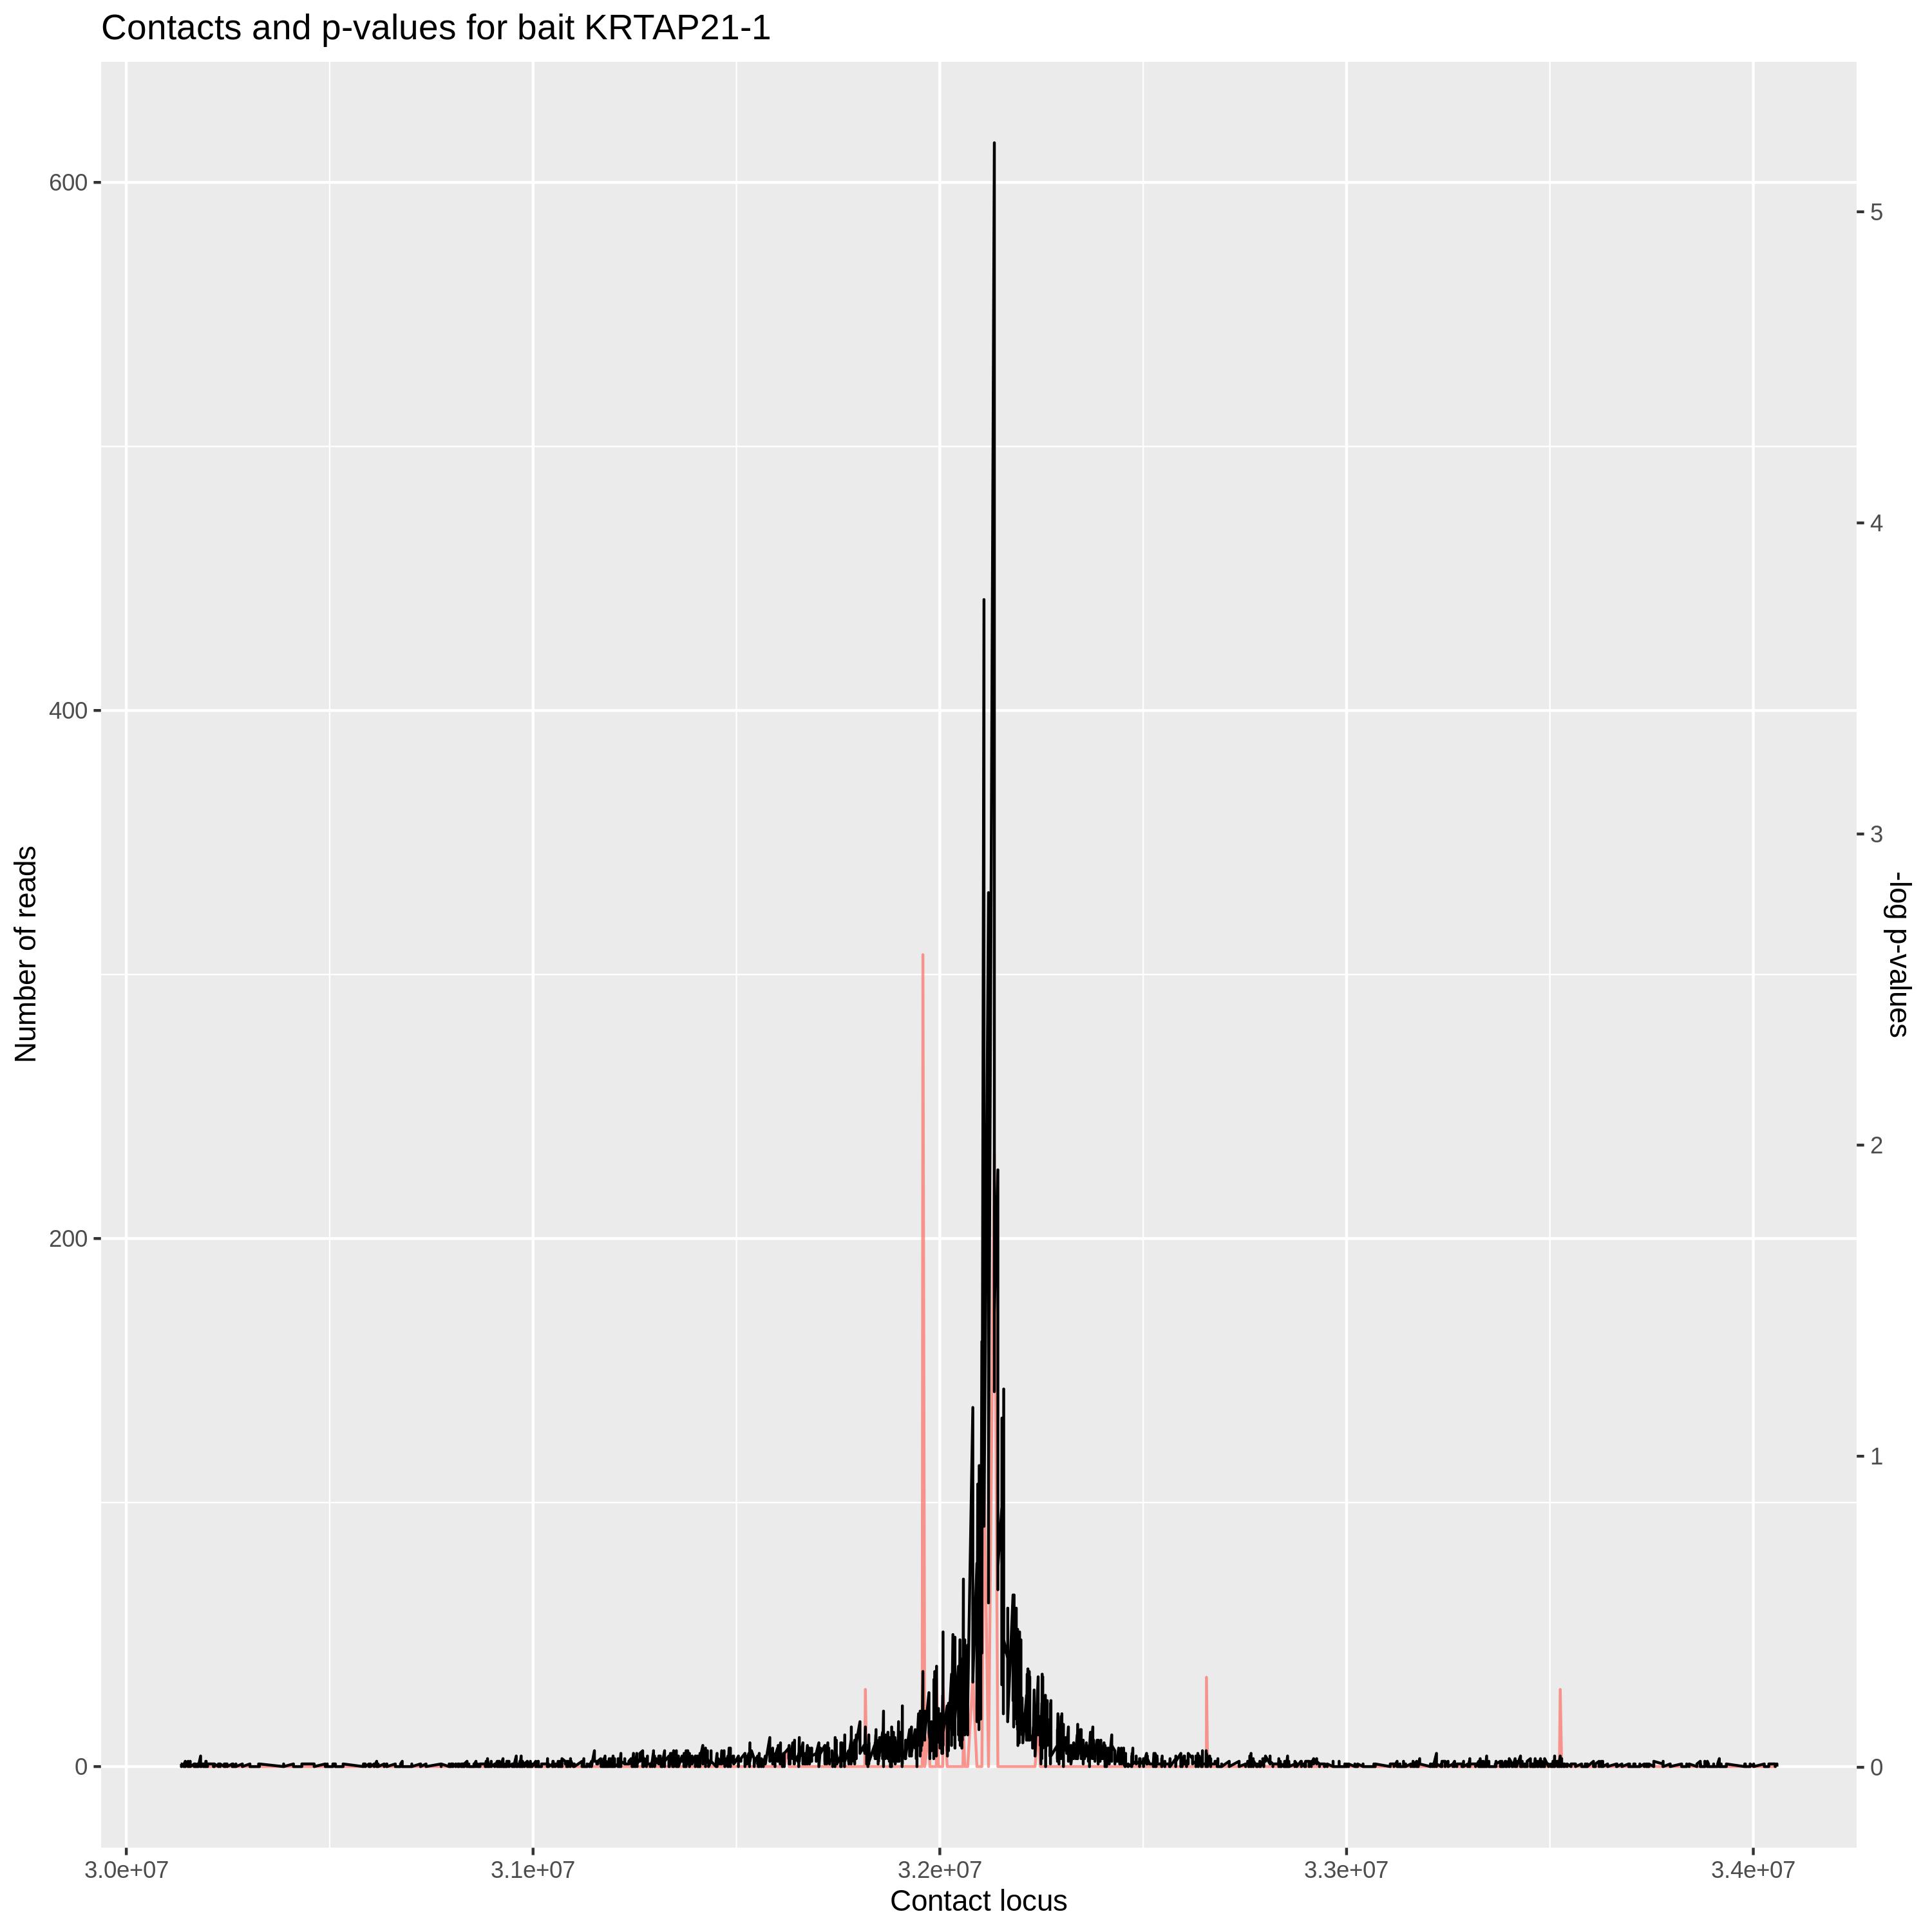 Contacts and p-values for bait KRTAP21-1
600
400
200
0
Number of reads
5
4
3
2
1
0
-log p-values
3.0e+07 3.1e+07 3.2e+07 3.3e+07 3.4e+07
Contact locus